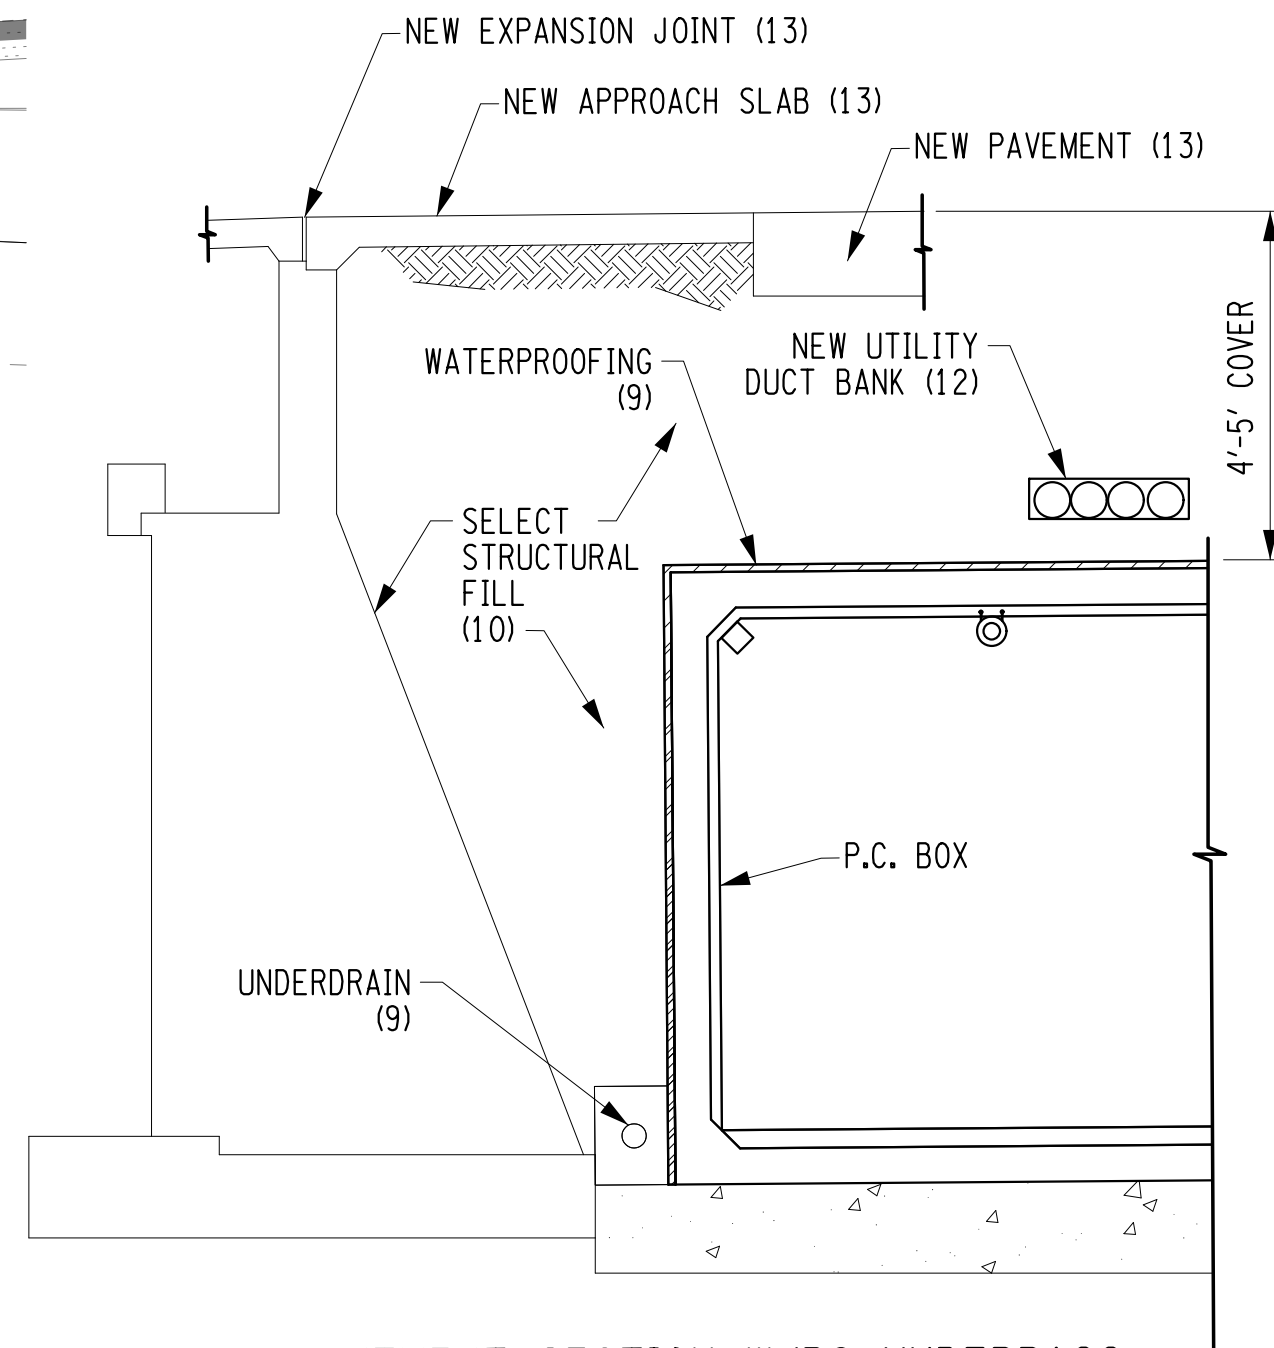 NEW EXPANSION JOINT (13)
NEW APPROACH SLAB (13)
NEW PAVEMENT (13)
WATERPROOFING
(9)
NEW UTILITY
DUCT BANK (12)
4'-5' COVER
SELECT
STRUCTURAL
FILL
(10)
P.C. BOX
UNDERDRAIN
(9)